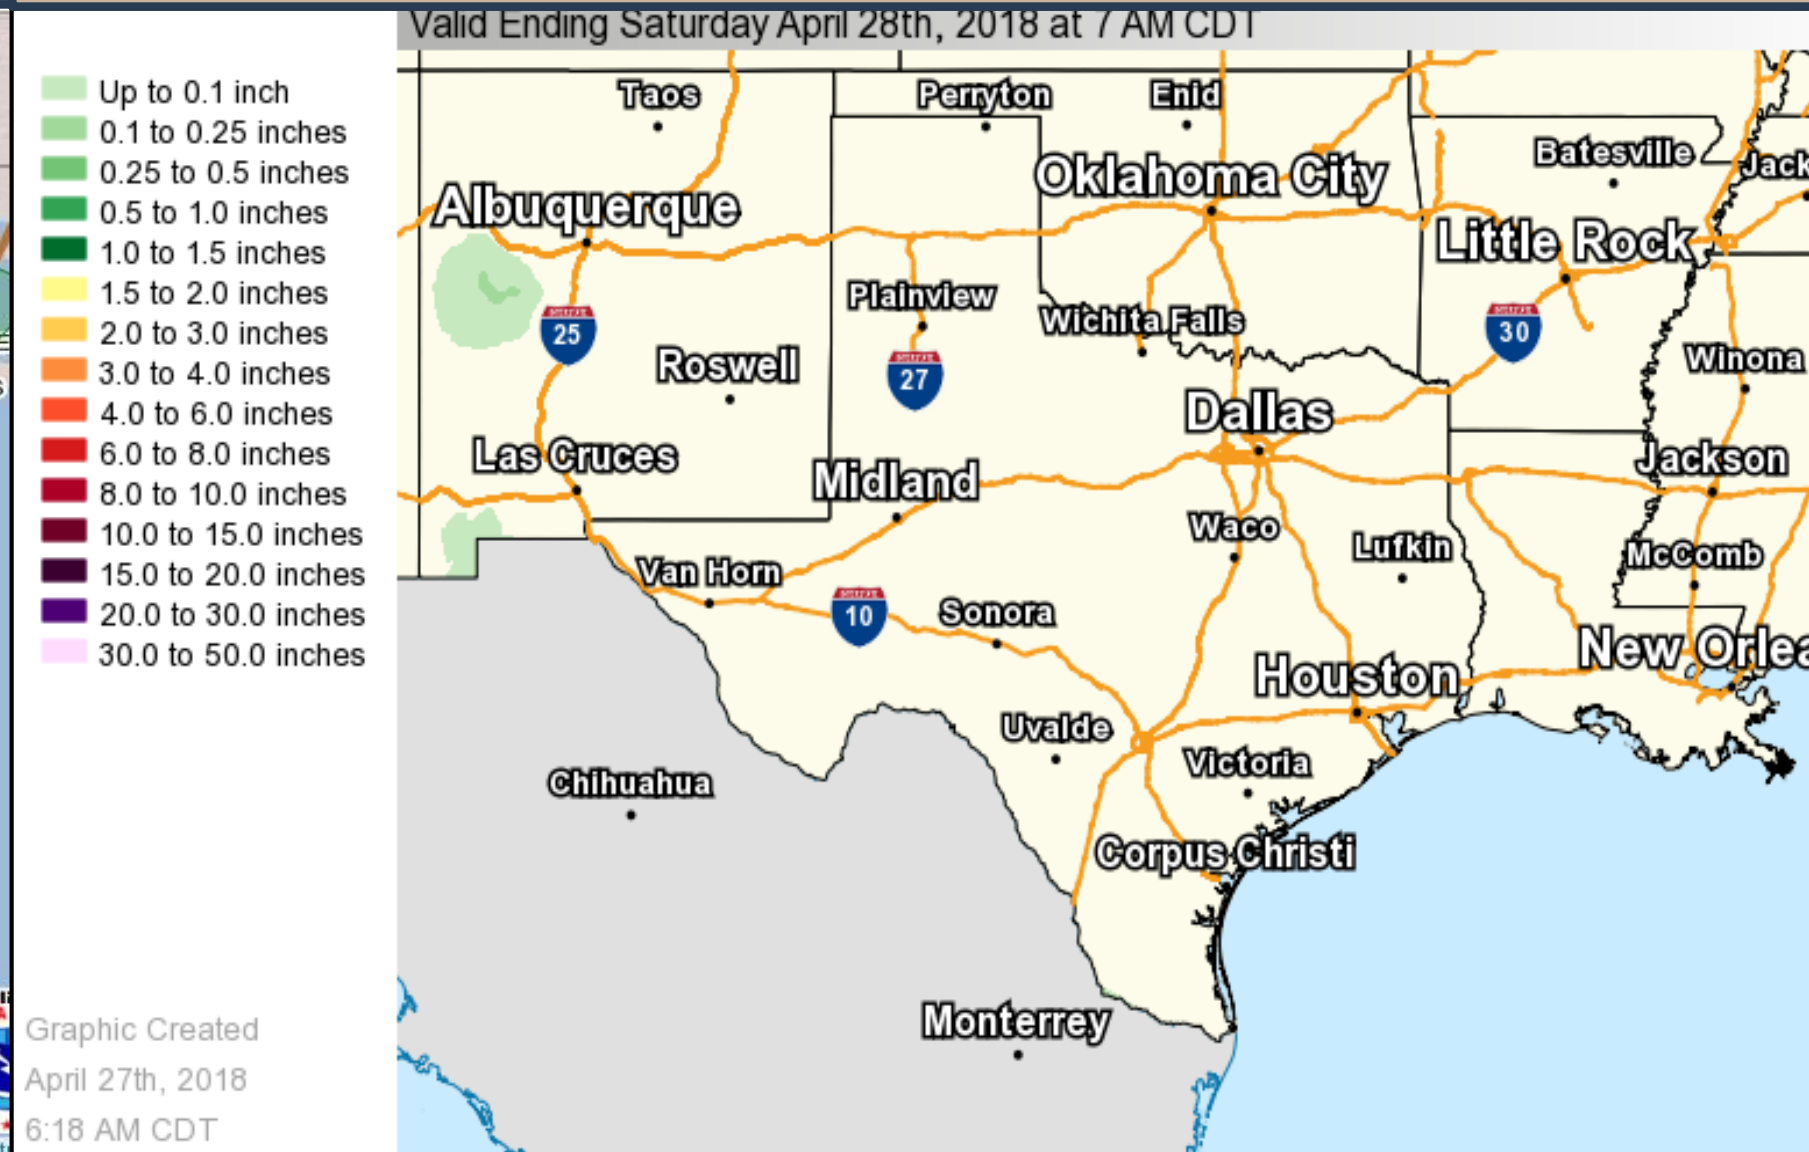 Valid Ending Saturday April 28th, 2018 at 7 AM CDT
Up to 0.1 inch
0.1 to 0.25 inches
0.25 to 0.5 inches
0.5 to 1.0 inches
1.0 to 1.5 inches
1.5 to 2.0 inches
2.0 to 3.0 inches
3.0 to 4.0 inches
4.0 to 6.0 inches
6.0 to 8.0 inches
8.0 to 10.0 inches
10.0 to 15.0 inches
15.0 to 20.0 inches
20.0 to 30.0 inches
30.0 to 50.0 inches
Graphic Created
April 27th, 2018
6:18 AM CDT
Taos
Perryton
Enid
Batesville
Jack
Oklahoma City
Albuquerque
Little Rock
Plainview
Wichita Falls
25
30
Roswell
27
Winona
Dallas
Las Cruces
Midland
Jackson
Waco
Lufkin
McComb
Van Horn
10
Sonora
New Orlea
Houston
Uvalde
Victoria
Chihuahua
Corpus Christi
Monterrey